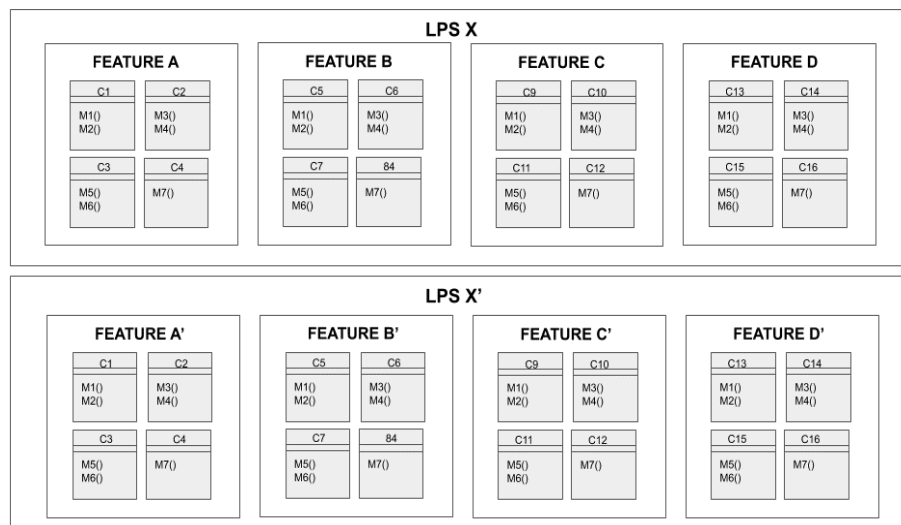 LPS X
FEATURE A
C1
M1()
M2()
C2
M3()
M4()
C3
M5()
M6()
C4
M7()
FEATURE B
C5
M1()
M2()
C6
M3()
M4()
C7
M5()
M6()
84
M7()
FEATURE C
C9
M1()
M2()
C10
M3()
M4()
C11
M5()
M6()
C12
M7()
FEATURE D
C13
M1()
M2()
C14
M3()
M4()
C15
M5()
M6()
C16
M7()
LPS X’
FEATURE A’
C1
M1()
M2()
C2
M3()
M4()
C3
M5()
M6()
C4
M7()
FEATURE B’
C5
M1()
M2()
C6
M3()
M4()
C7
M5()
M6()
84
M7()
FEATURE C’
C9
M1()
M2()
C10
M3()
M4()
C11
M5()
M6()
C12
M7()
FEATURE D’
C13
M1()
M2()
C14
M3()
M4()
C15
M5()
M6()
C16
M7()